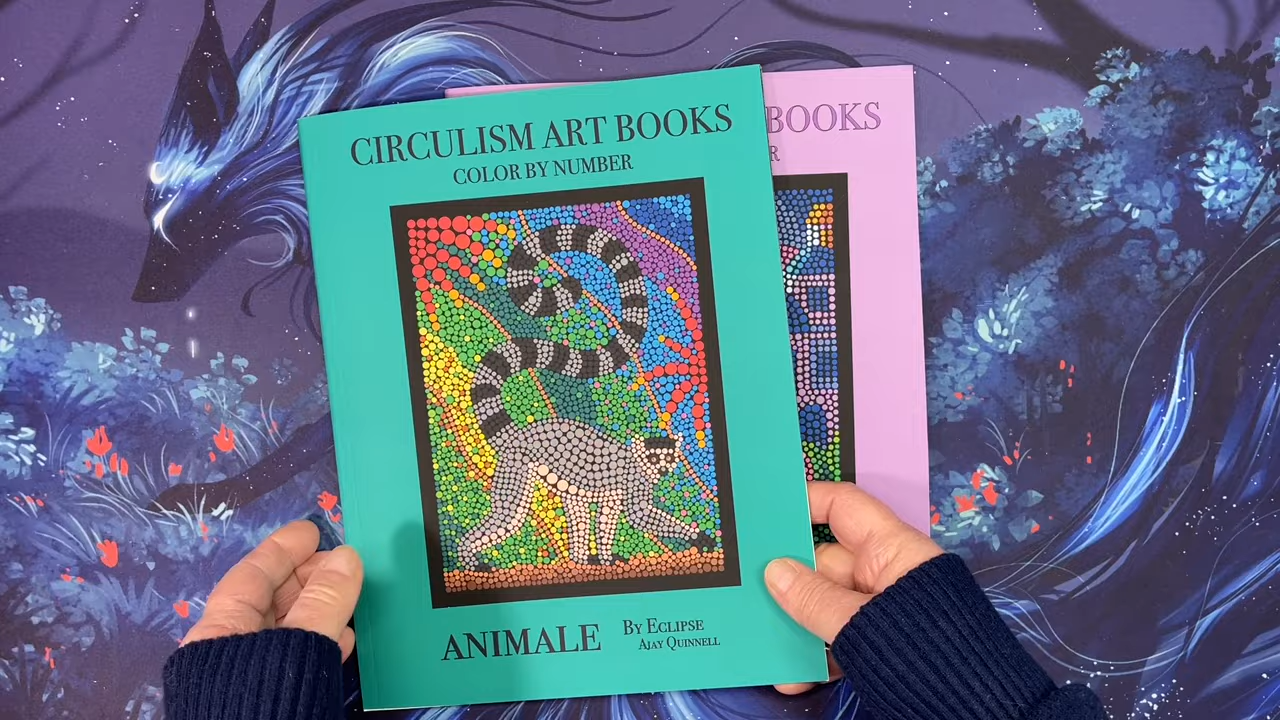 CIRCULISM ART BOOKS
COLOR BY NUMBER
ANIMALE
BY ECLIPSE
AJAY QUINNELL
BOOKS